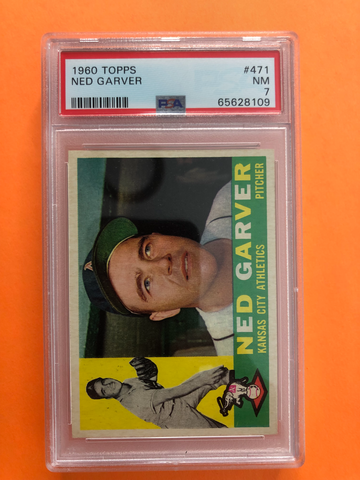 1960 TOPPS #471
NED GARVER NM
7
PSA 65628109
NED GARVER
KANSAS CITY ATHLETICS PITCHER